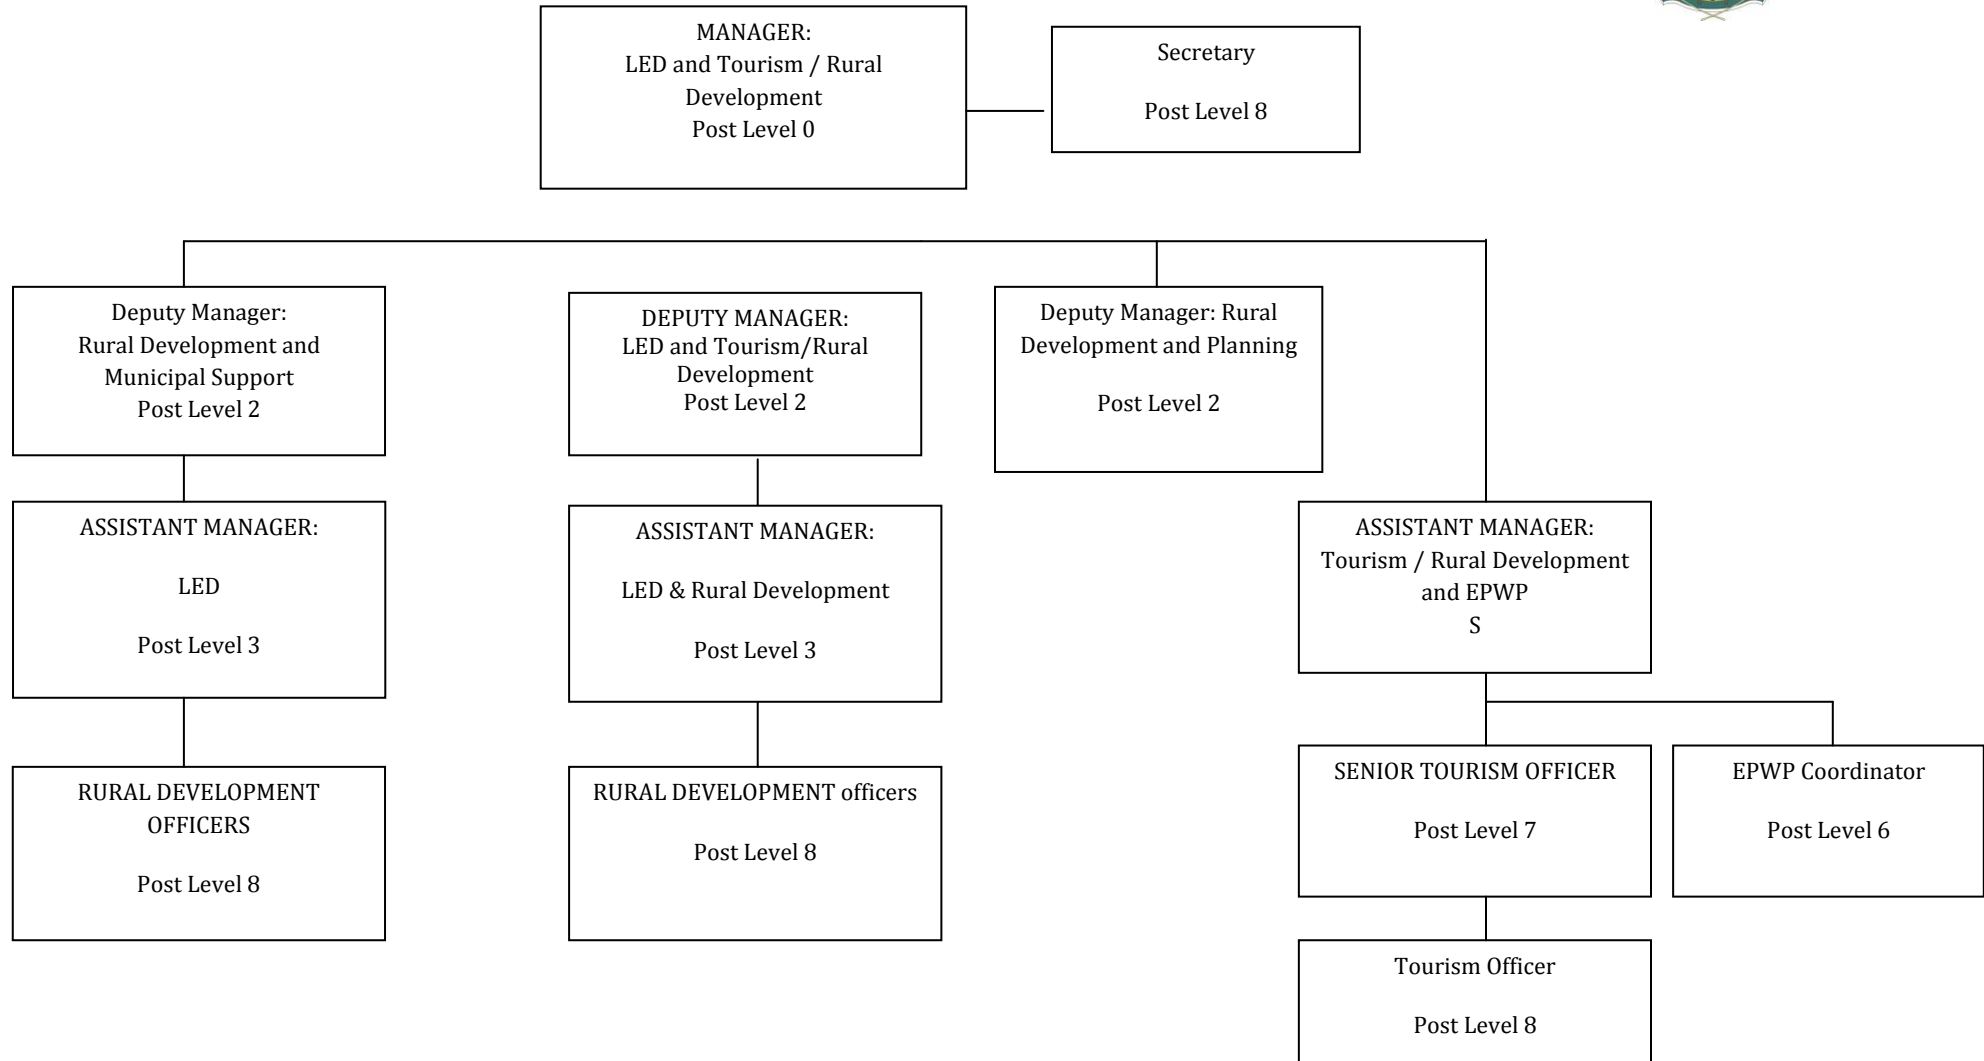 MANAGER:
LED and Tourism / Rural
Development
Post Level 0
Secretary
Post Level 8
Deputy Manager:
Rural Development and
Municipal Support
Post Level 2
DEPUTY MANAGER:
LED and Tourism/Rural
Development
Post Level 2
Deputy Manager: Rural
Development and Planning
Post Level 2
ASSISTANT MANAGER:
LED
Post Level 3
ASSISTANT MANAGER:
LED & Rural Development
Post Level 3
ASSISTANT MANAGER:
Tourism / Rural Development
and EPWP
S
RURAL DEVELOPMENT
OFFICERS
Post Level 8
RURAL DEVELOPMENT officers
Post Level 8
SENIOR TOURISM OFFICER
Post Level 7
EPWP Coordinator
Post Level 6
Tourism Officer
Post Level 8